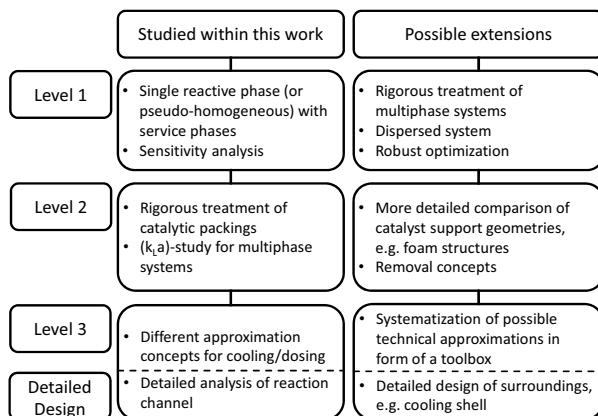 Studied within this work
Possible extensions
Level 1
• Single reactive phase (or
pseudo-homogeneous) with
service phases
• Sensitivity analysis
• Rigorous treatment of
multiphase systems
• Dispersed system
• Robust optimization
Level 2
• Rigorous treatment of
catalytic packings
• (kLa)-study for multiphase
systems
• More detailed comparison of
catalyst support geometries,
e.g. foam structures
• Removal concepts
Level 3
• Different approximation
concepts for cooling/dosing
• Systematization of possible
technical approximations in
form of a toolbox
Detailed
Design
• Detailed analysis of reaction
channel
• Detailed design of surroundings,
e.g. cooling shell